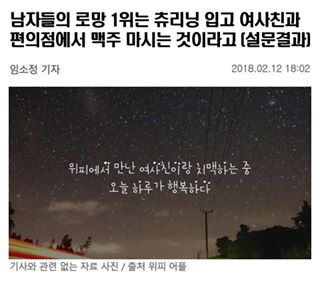 남자들의 로망 1위는 츄리닝 입고 여사친과
편의점에서 맥주 마시는 것이라고 (설문결과)
임소정 기자
2018.02.12 18:02
위피에서 만난 여사친이랑 치맥하는 중
오늘 하루가 행복하다
기사와 관련 없는 자료 사진 / 출처 위피 어플